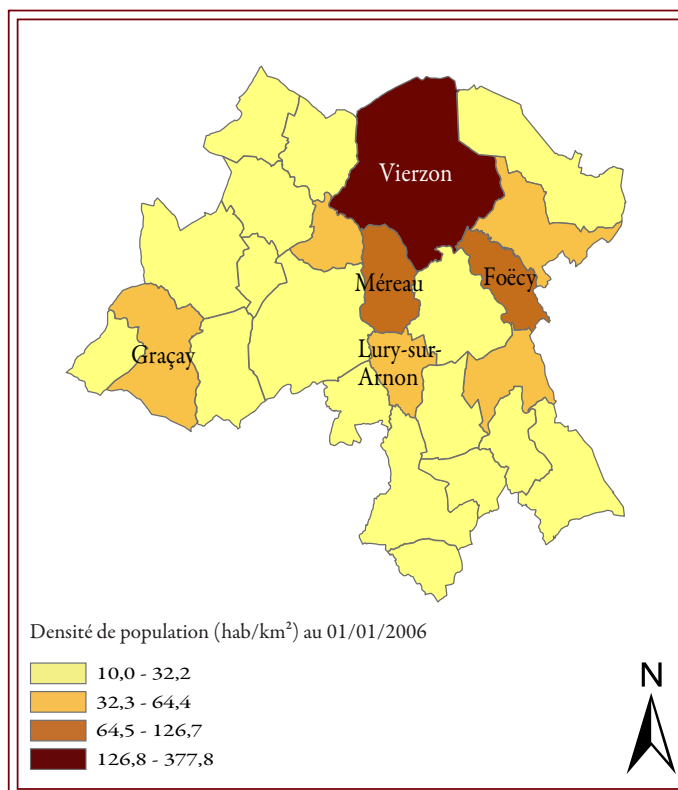 Vierzon
Foëcy
Méreau
Graçay
Lury-sur-
Arnon
Densité de population (hab/km²) au 01/01/2006
10,0 - 32,2
32,3 - 64,4
64,5 - 126,7
126,8 - 377,8
N